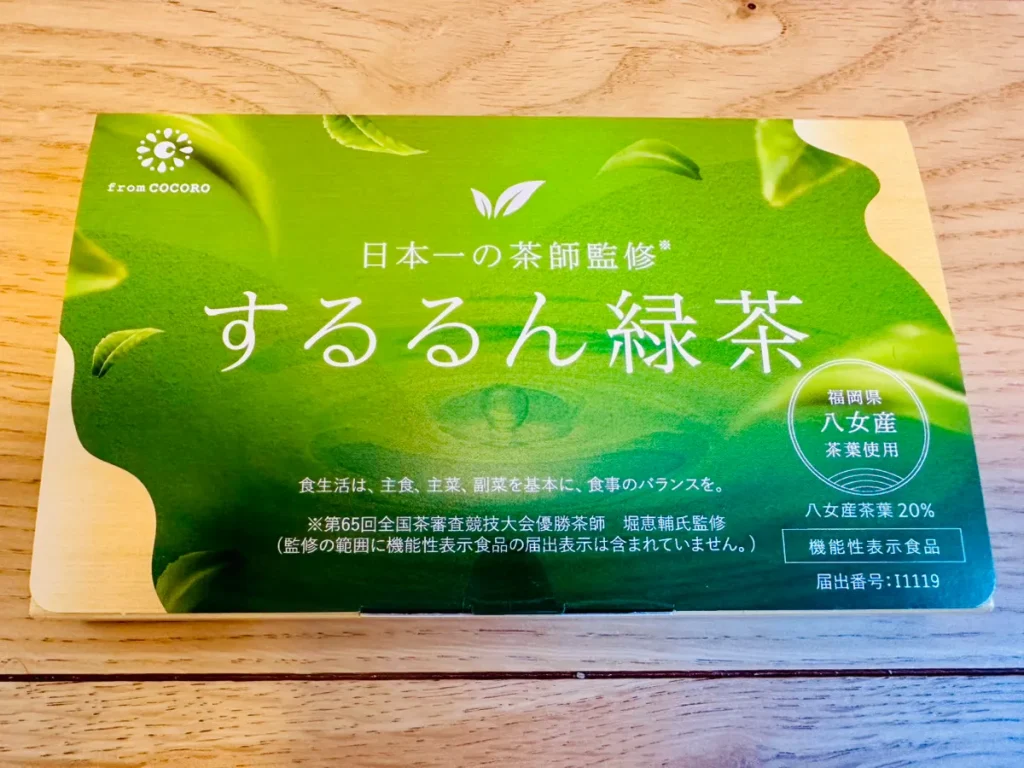 from COCORO
日本一の茶師監修※
するるん緑茶
福岡県
八女産
茶葉使用
八女産茶葉20%
食生活は、主食、主菜、副菜を基本に、食事のバランスを。
※第65回全国茶審査競技大会優勝茶師 堀恵輔氏監修
(監修の範囲に機能性表示食品の届出表示は含まれていません。)
機能性表示食品
届出番号:I1119